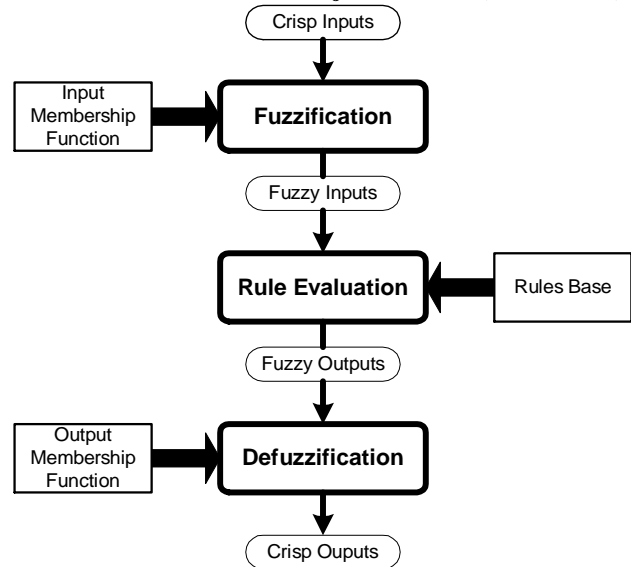 Crisp Inputs
Input
Membership
Function
Fuzzification
Fuzzy Inputs
Rule Evaluation
Rules Base
Fuzzy Outputs
Output
Membership
Function
Defuzzification
Crisp Ouputs